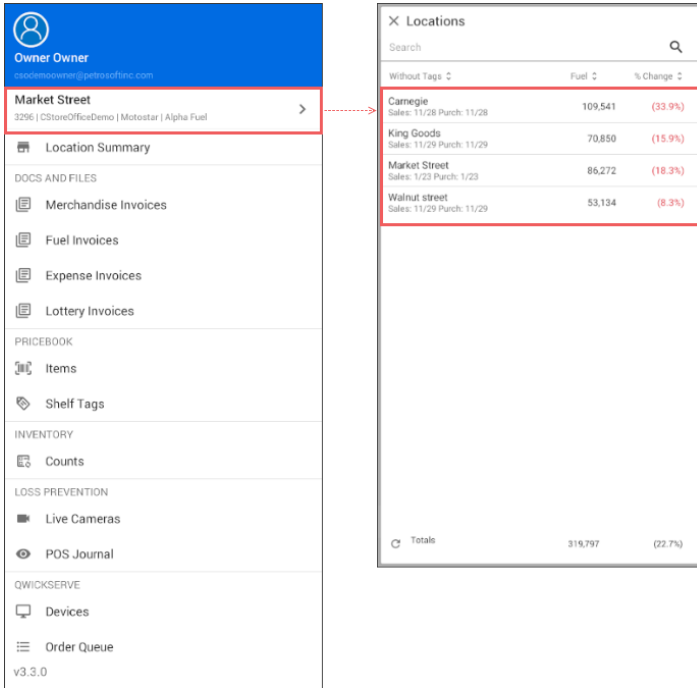 Owner Owner
csodemoowner@petrosoftinc.com
Market Street
3296 | CStoreOfficeDemo | Motostar | Alpha Fuel
Location Summary
DOCS AND FILES
Merchandise Invoices
Fuel Invoices
Expense Invoices
Lottery Invoices
PRICEBOOK
Items
Shelf Tags
INVENTORY
Counts
LOSS PREVENTION
Live Cameras
POS Journal
QWICKSERVE
Devices
Order Queue
v3.3.0
Locations
Search
Without Tags Fuel % Change
Carnegie 109,541 (33.9%)
Sales: 11/28 Purch: 11/28
King Goods 70,850 (15.9%)
Sales: 11/29 Purch: 11/29
Market Street 86,272 (18.3%)
Sales: 1/23 Purch: 1/23
Walnut street 53,134 (8.3%)
Sales: 11/29 Purch: 11/29
Totals 319,797 (22.7%)